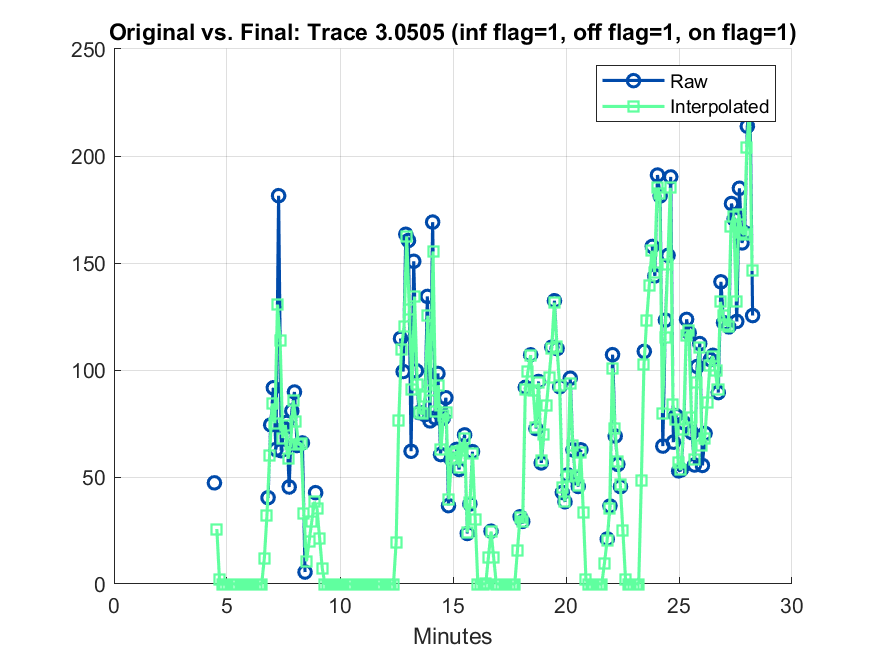 Original vs. Final: Trace 3.0505 (inf flag=1, off flag=1, on flag=1)
250
200
150
100
50
0
Raw
Interpolated
0 5 10 15 20 25 30
Minutes